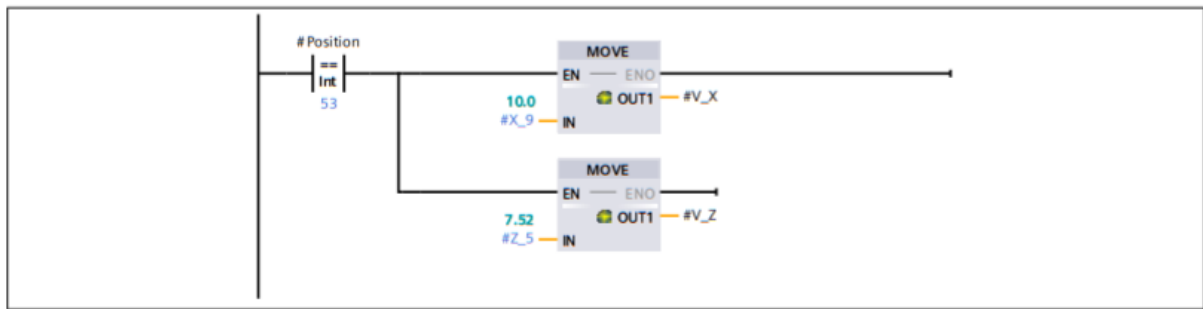 #Position
==
Int
53
MOVE
EN ENO
10.0 OUT1 #V_X
#X_9 IN
MOVE
EN ENO
7.52 OUT1 #V_Z
#Z_5 IN